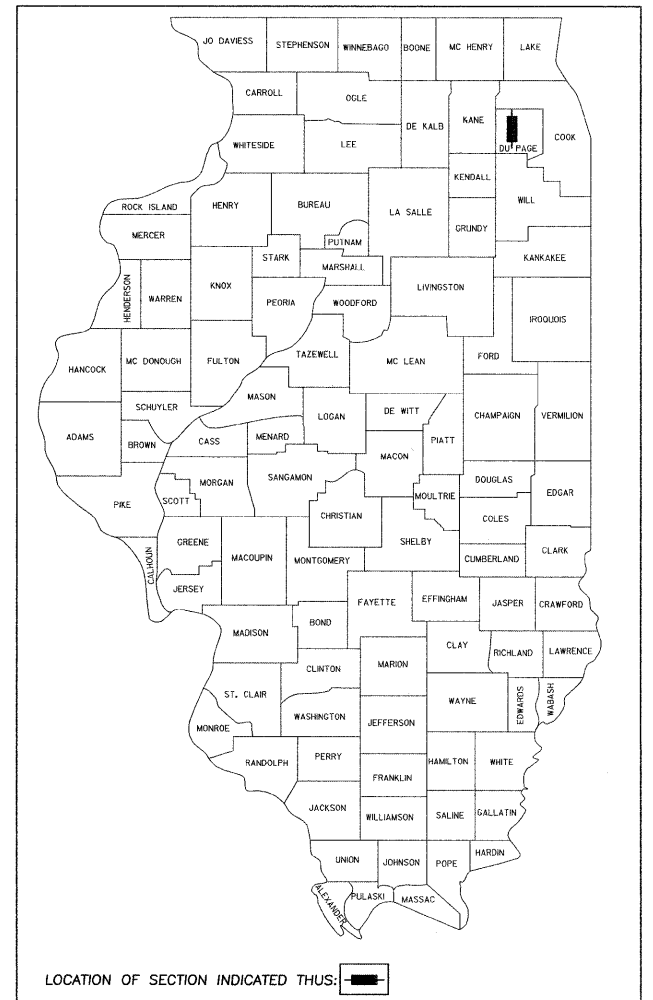 JO DAVIESS
STEPHENSON
WINNEBAGO
BOONE
MC HENRY
LAKE
CARROLL
OGLE
DE KALB
KANE
COOK
DU PAGE
WHITESIDE
LEE
KENDALL
WILL
ROCK ISLAND
HENRY
BUREAU
LA SALLE
GRUNDY
MERCER
PUTNAM
STARK
MARSHALL
KANKAKEE
HENDERSON
WARREN
KNOX
PEORIA
WOODFORD
LIVINGSTON
IROQUOIS
HANCOCK
MC DONOUGH
FULTON
TAZEWELL
MC LEAN
FORD
SCHUYLER
MASON
LOGAN
DE WITT
CHAMPAIGN
VERMILION
ADAMS
BROWN
CASS
MENARD
PIATT
MACON
PIKE
SCOTT
MORGAN
SANGAMON
MOULTRIE
DOUGLAS
EDGAR
CHRISTIAN
COLES
GREENE
CALHOUN
MACOUPIN
MONTGOMERY
SHELBY
CUMBERLAND
CLARK
JERSEY
FAYETTE
EFFINGHAM
JASPER
CRAWFORD
MADISON
BOND
CLAY
RICHLAND
LAWRENCE
CLINTON
MARION
ST. CLAIR
WAYNE
EDWARDS
WABASH
MONROE
WASHINGTON
JEFFERSON
RANDOLPH
PERRY
HAMILTON
WHITE
FRANKLIN
JACKSON
WILLIAMSON
SALINE
GALLATIN
UNION
JOHNSON
POPE
HARDIN
ALEXANDER
PULASKI
MASSAC
LOCATION OF SECTION INDICATED THUS: